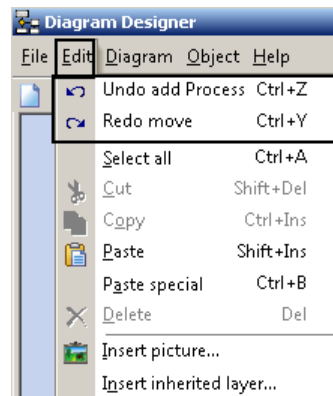 Diagram Designer
File Edit Diagram Object Help
Undo add Process Ctrl+Z
Redo move Ctrl+Y
Select all Ctrl+A
Cut Shift+Del
Copy Ctrl+Ins
Paste Shift+Ins
Paste special Ctrl+B
Delete Del
Insert picture...
Insert inherited layer...